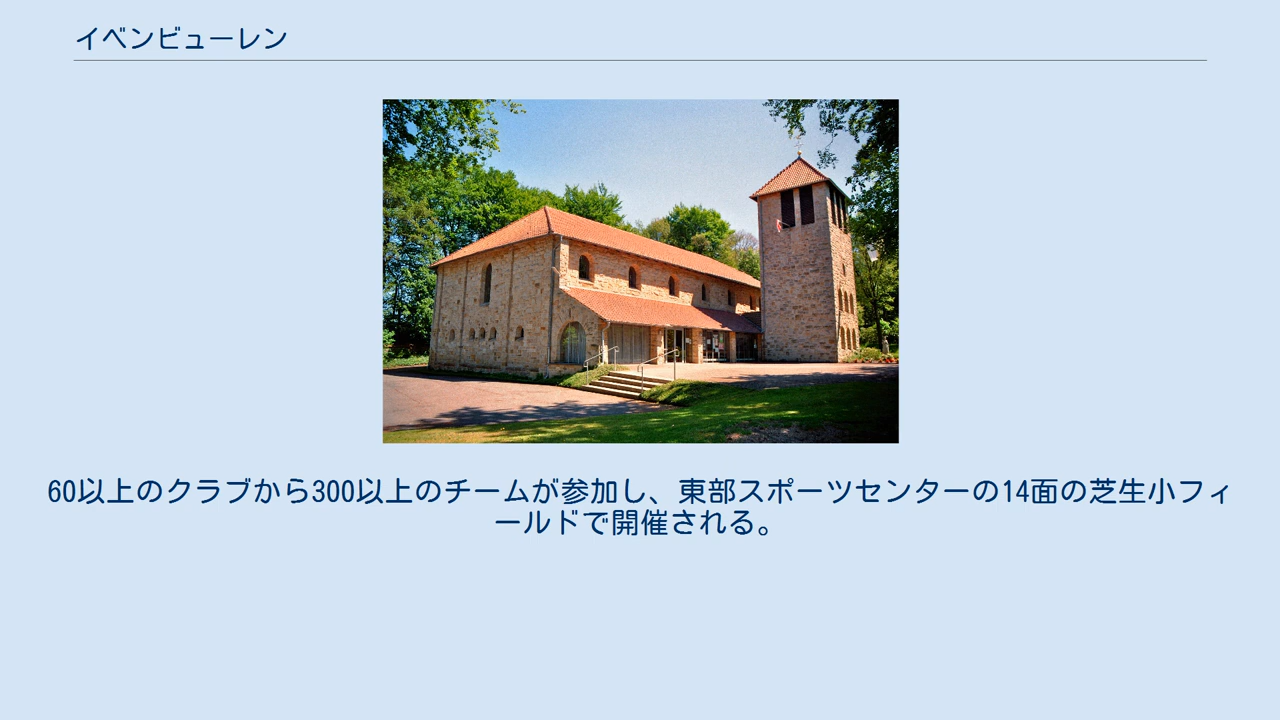 イベンビューレン
60以上のクラブから300以上のチームが参加し、東部スポーツセンターの14面の芝生小フィ
ールドで開催される。